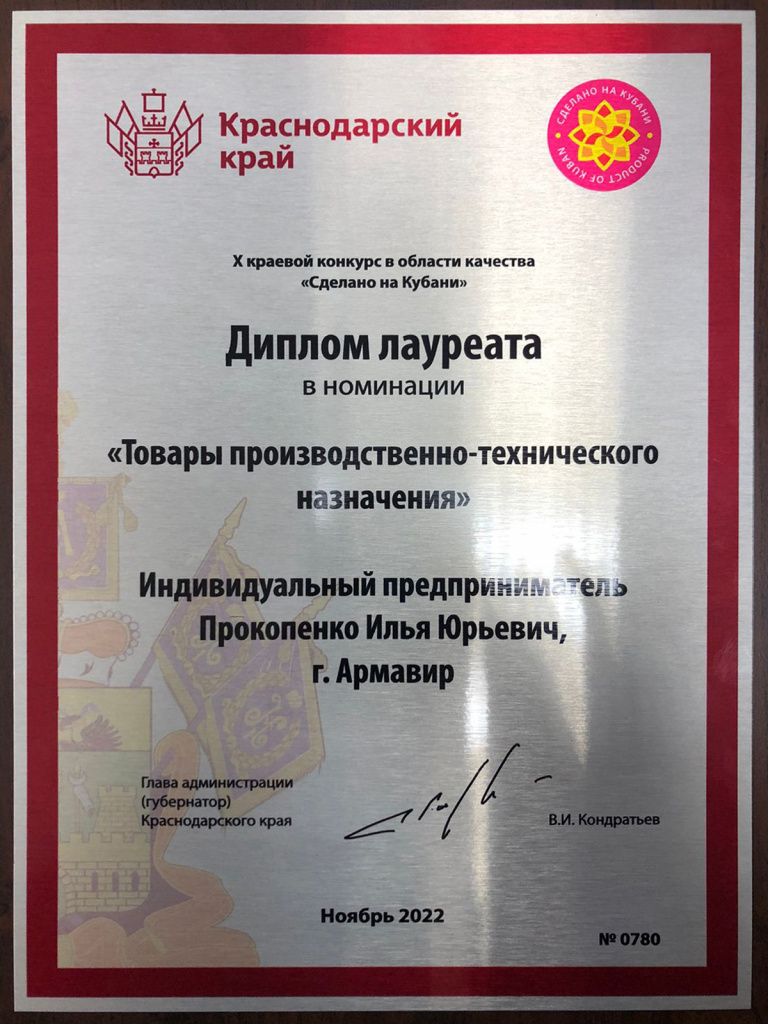 Краснодарский
край
СДЕЛАНО НА КУБАНИ
PRODUCT OF KUBAN
X краевой конкурс в области качества
«Сделано на Кубани»
Диплом лауреата
в номинации
«Товары производственно-технического
назначения»
Индивидуальный предприниматель
Прокопенко Илья Юрьевич,
г. Армавир
Глава администрации
(губернатор)
Краснодарского края
В.И. Кондратьев
Ноябрь 2022
№ 0780